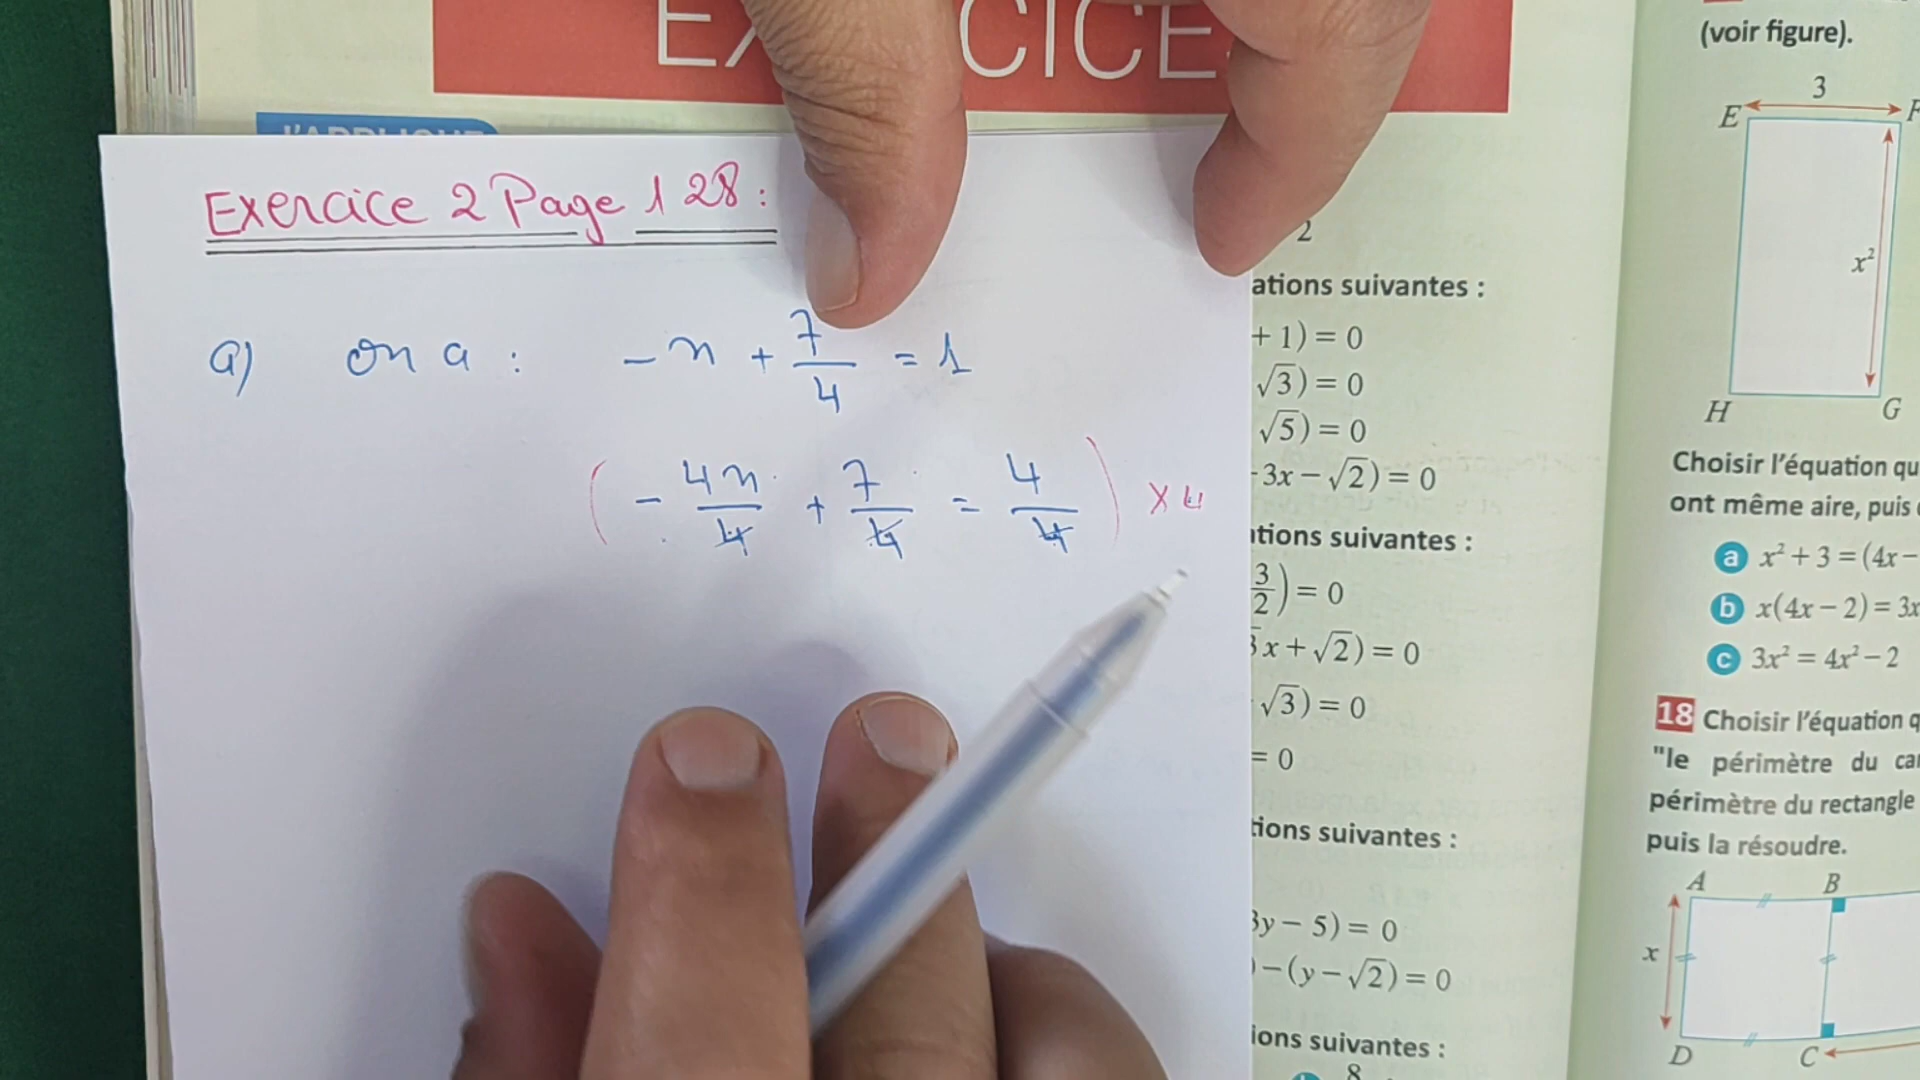 Exercice 2 Page 128 :
a) on a : - x + 7/4 = 1
( - 4x/4 + 7/4 = 4/4 ) × 4
2
ations suivantes :
+ 1) = 0
√3) = 0
√5) = 0
- 3x - √2) = 0
tions suivantes :
3/2) = 0
x + √2) = 0
√3) = 0
= 0
tions suivantes :
3y - 5) = 0
) - (y - √2) = 0
ions suivantes :
8
(voir figure).
3
E
F
x²
H
G
Choisir l'équation qu
ont même aire, puis
a x² + 3 = (4x -
b x(4x - 2) = 3x
c 3x² = 4x² - 2
18 Choisir l'équation q
"le périmètre du car
périmètre du rectangle
puis la résoudre.
A B
x
D C